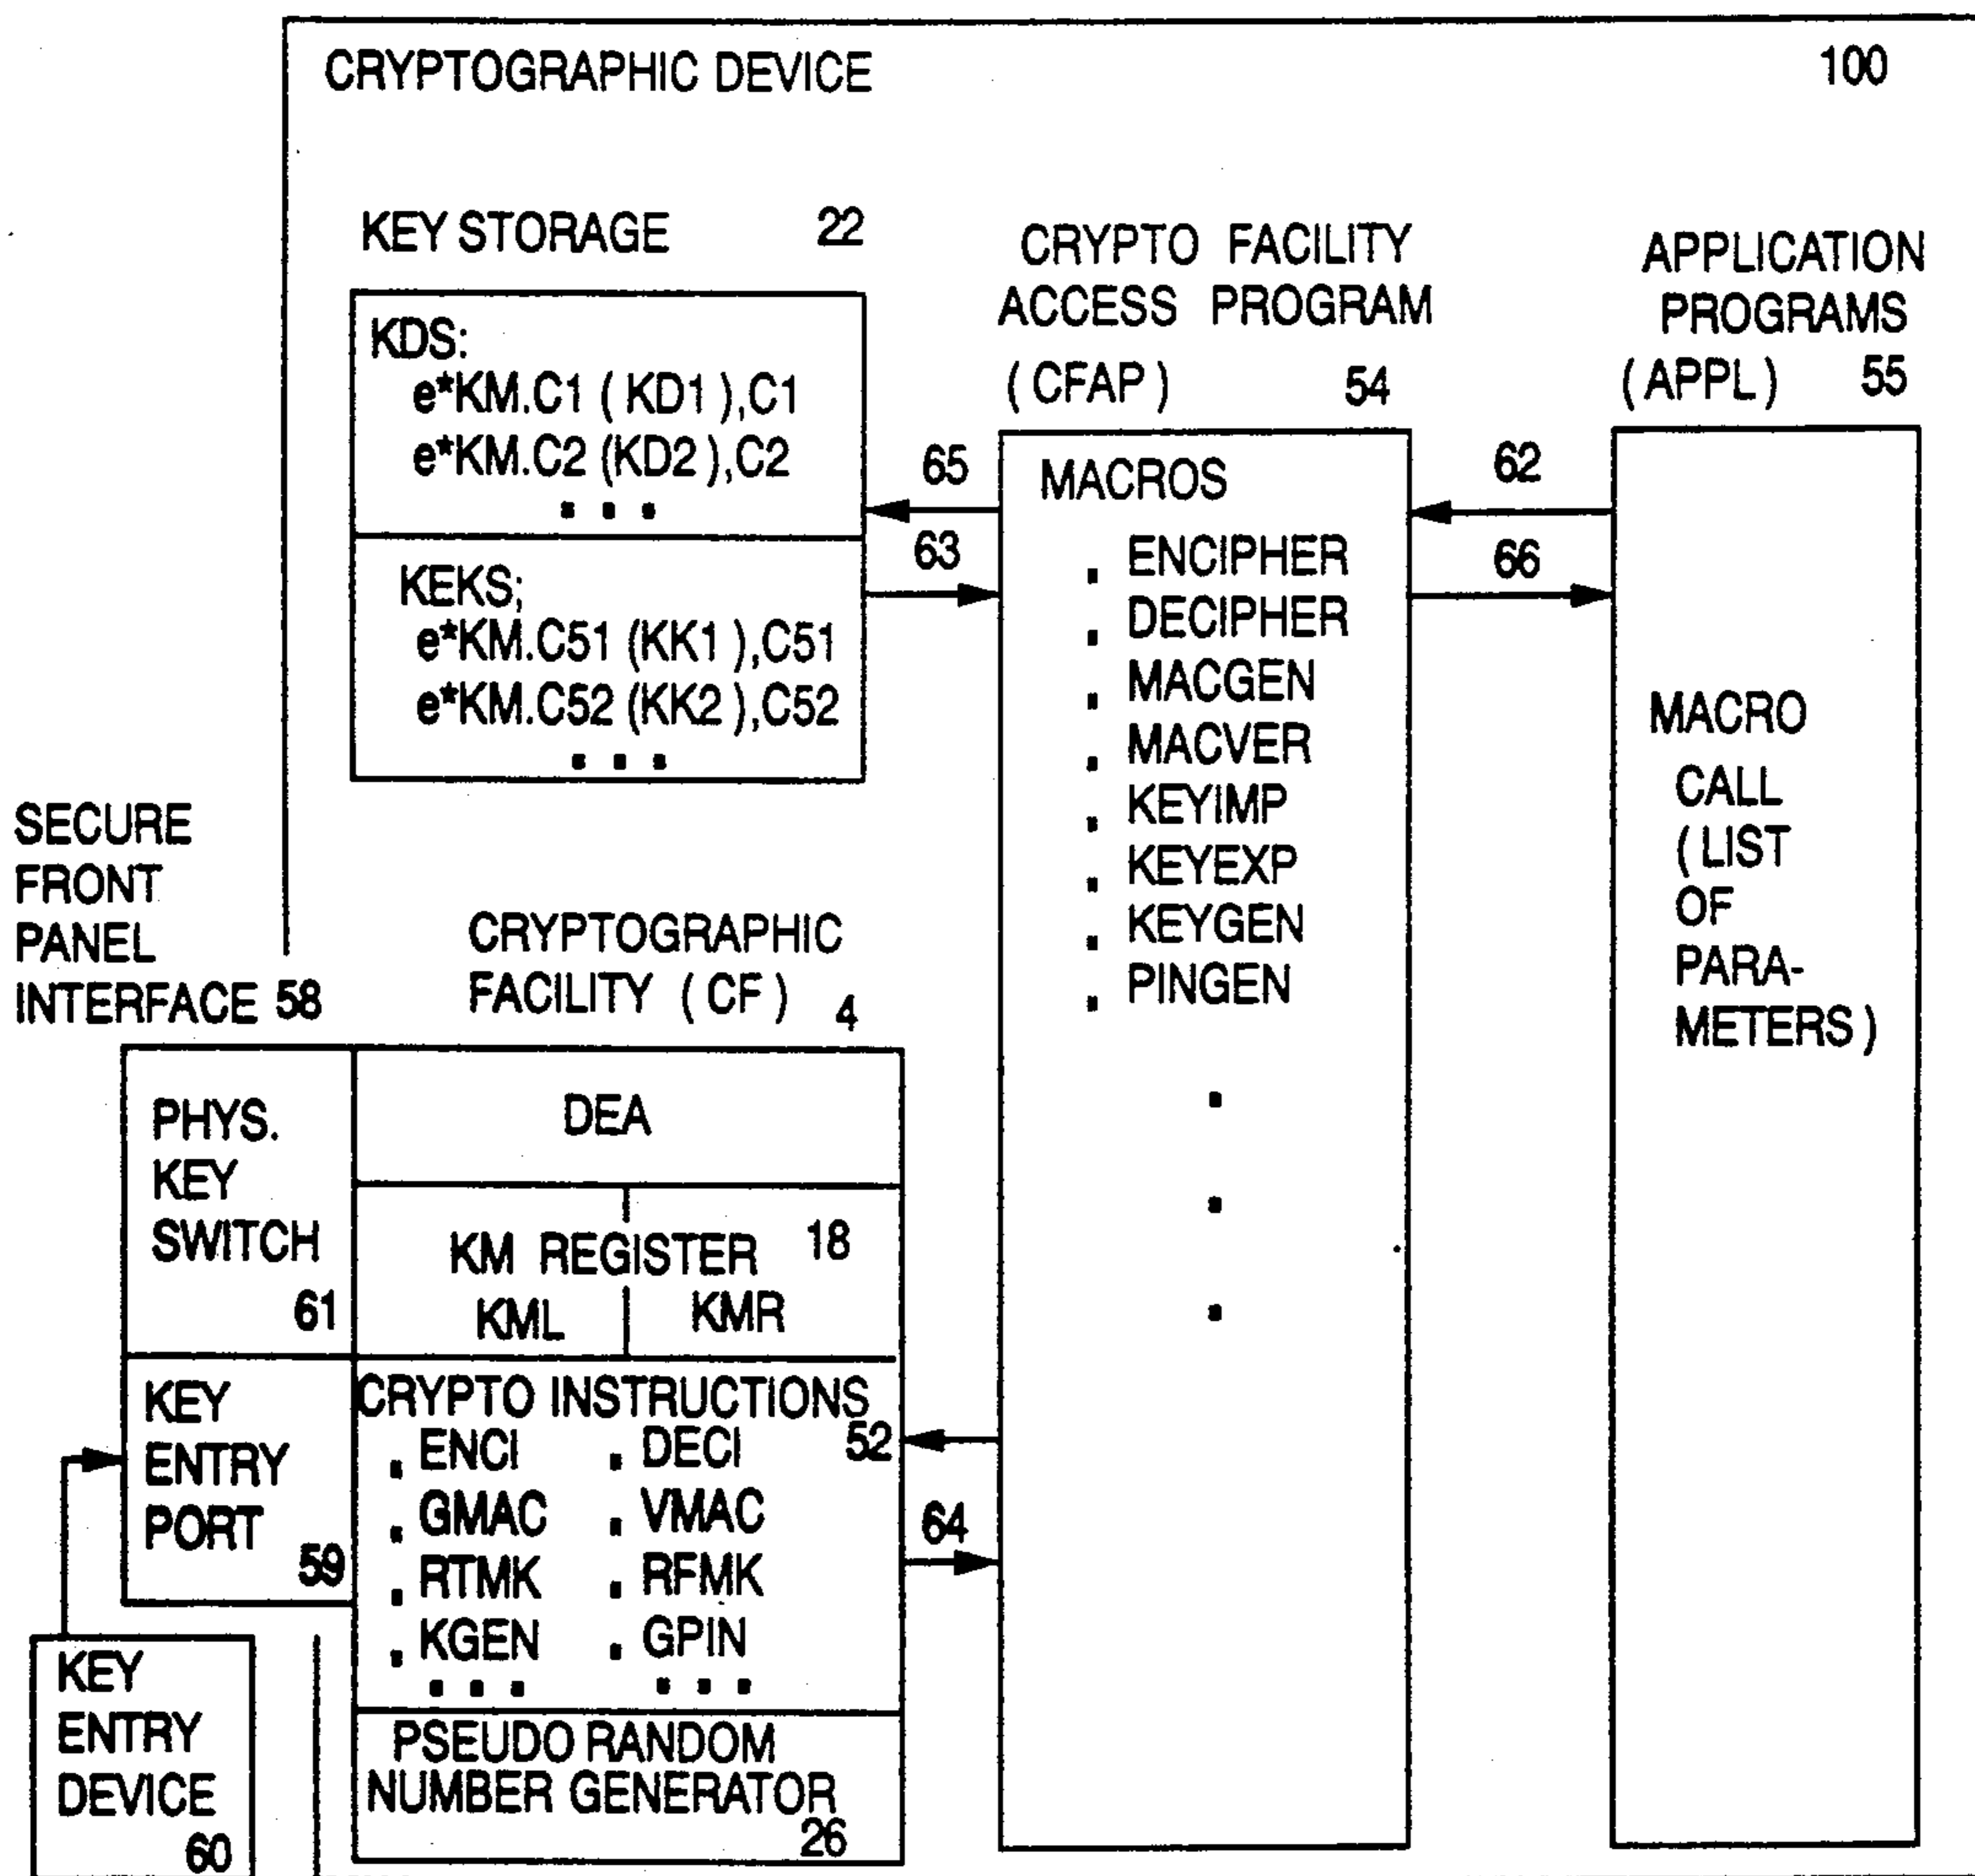 CRYPTOGRAPHIC DEVICE 100
KEY STORAGE 22
KDS:
e*KM.C1 ( KD1 ),C1
e*KM.C2 (KD2 ),C2
...
KEKS;
e*KM.C51 (KK1 ),C51
e*KM.C52 (KK2 ),C52
...
CRYPTO FACILITY
ACCESS PROGRAM
( CFAP ) 54
APPLICATION
PROGRAMS
( APPL ) 55
65
63
62
66
MACROS
. ENCIPHER
. DECIPHER
. MACGEN
. MACVER
. KEYIMP
. KEYEXP
. KEYGEN
. PINGEN
.
.
.
MACRO
CALL
( LIST
OF
PARA-
METERS )
SECURE
FRONT
PANEL
INTERFACE 58
CRYPTOGRAPHIC
FACILITY ( CF ) 4
PHYS.
KEY
SWITCH
61
DEA
KM REGISTER 18
KML KMR
KEY
ENTRY
PORT
59
CRYPTO INSTRUCTIONS
52
. ENCI . DECI
. GMAC . VMAC
. RTMK . RFMK
. KGEN . GPIN
... ...
64
PSEUDO RANDOM
NUMBER GENERATOR
26
KEY
ENTRY
DEVICE
60